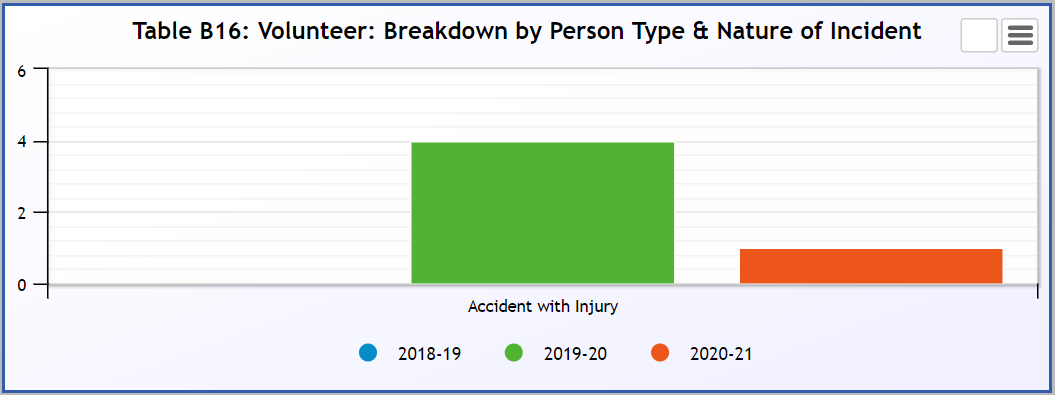 Table B16: Volunteer: Breakdown by Person Type & Nature of Incident
6
4
2
0
Accident with Injury
2018-19 2019-20 2020-21